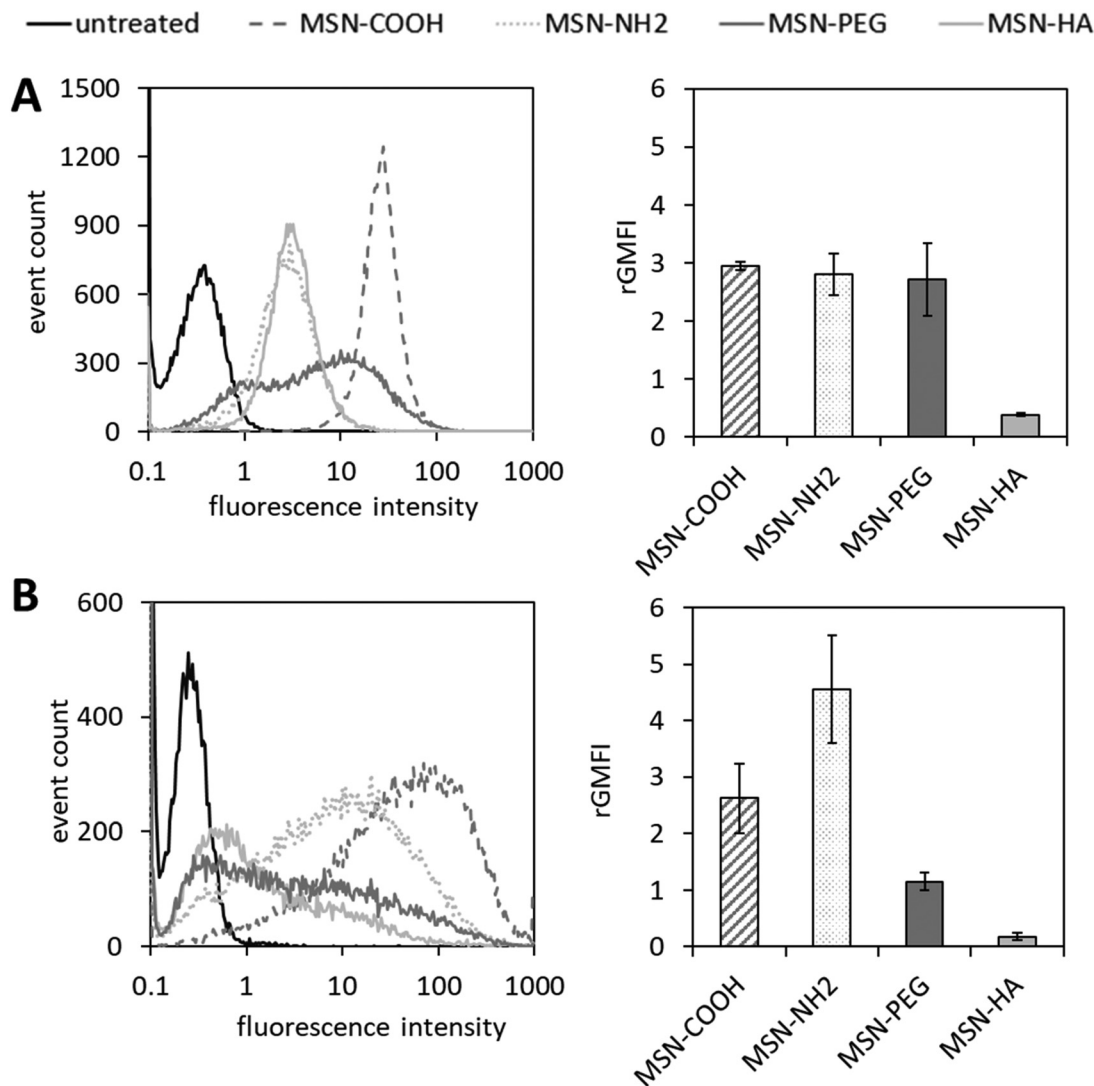 untreated MSN-COOH MSN-NH2 MSN-PEG MSN-HA
A
1500
1200
900
600
300
0
event count
0.1 1 10 100 1000
fluorescence intensity
6
5
4
3
2
1
0
rGMFI
MSN-COOH
MSN-NH2
MSN-PEG
MSN-HA
B
600
400
200
0
event count
0.1 1 10 100 1000
fluorescence intensity
6
5
4
3
2
1
0
rGMFI
MSN-COOH
MSN-NH2
MSN-PEG
MSN-HA